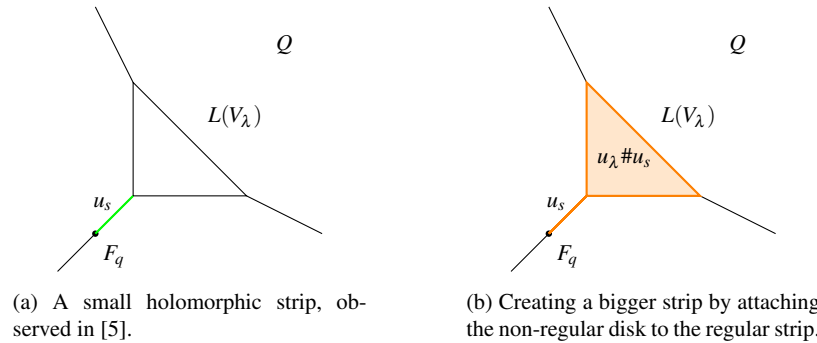 Q
L(V_λ)
u_s
F_q
(a) A small holomorphic strip, ob-
served in [5].
Q
L(V_λ)
u_λ#u_s
u_s
F_q
(b) Creating a bigger strip by attaching
the non-regular disk to the regular strip.